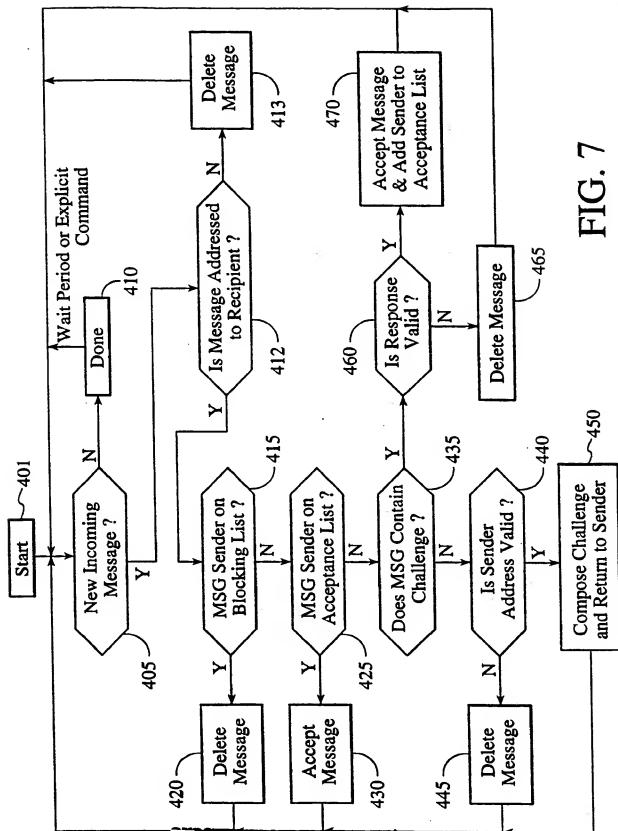 401
Start
New Incoming
Message ?
405
N
Y
Done
410
Wait Period or Explicit
Command
Is Message Addressed
to Recipient ?
412
N
Y
Delete
Message
413
MSG Sender on
Blocking List ?
415
Y
N
Delete
Message
420
MSG Sender on
Acceptance List ?
425
Y
N
Accept
Message
430
Does MSG Contain
Challenge ?
435
Y
N
Is Response
Valid ?
460
Y
N
Accept Message
& Add Sender to
Acceptance List
470
Delete Message
465
Is Sender
Address Valid ?
440
N
Y
Delete
Message
445
Compose Challenge
and Return to Sender
450
FIG. 7